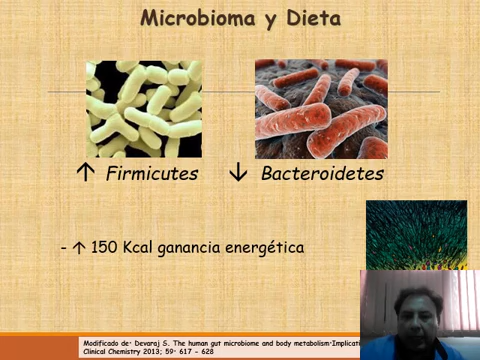 Microbioma y Dieta
↑ Firmicutes ↓ Bacteroidetes
- ↑ 150 Kcal ganancia energética
Modificado de· Devaraj S. The human gut microbiome and body metabolism·
Clinical Chemistry 2013; 59· 617 - 628